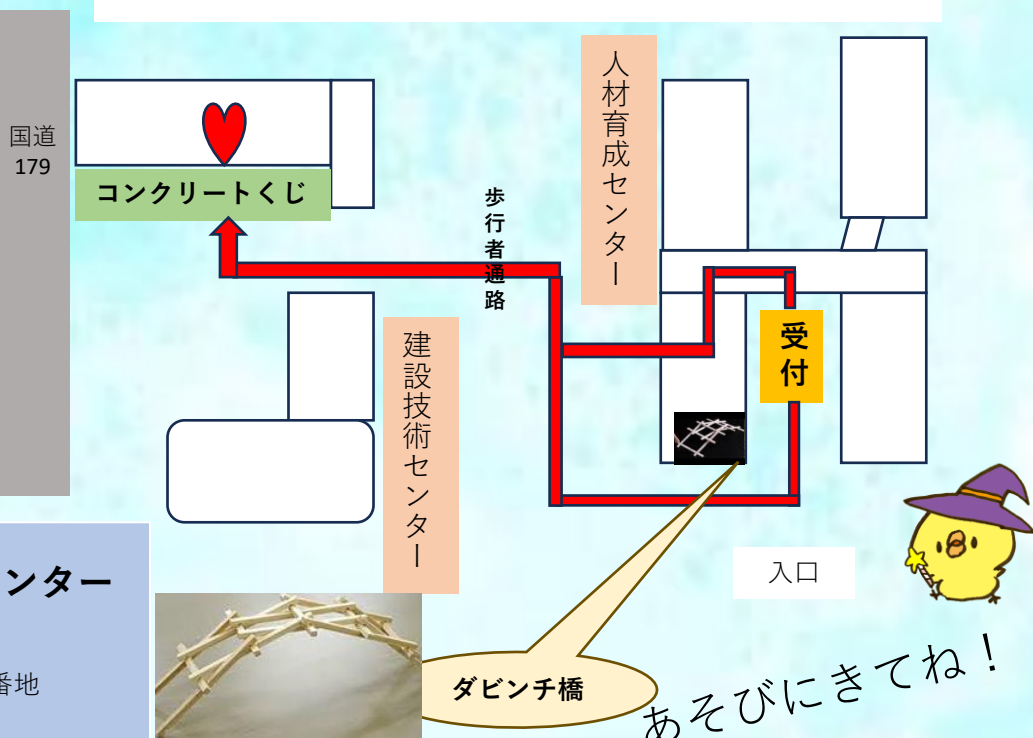 国道
179
コンクリートくじ
歩行者通路
人材育成センター
受付
建設技術センター
入口
ンター
番地
ダビンチ橋
あそびにきてね！